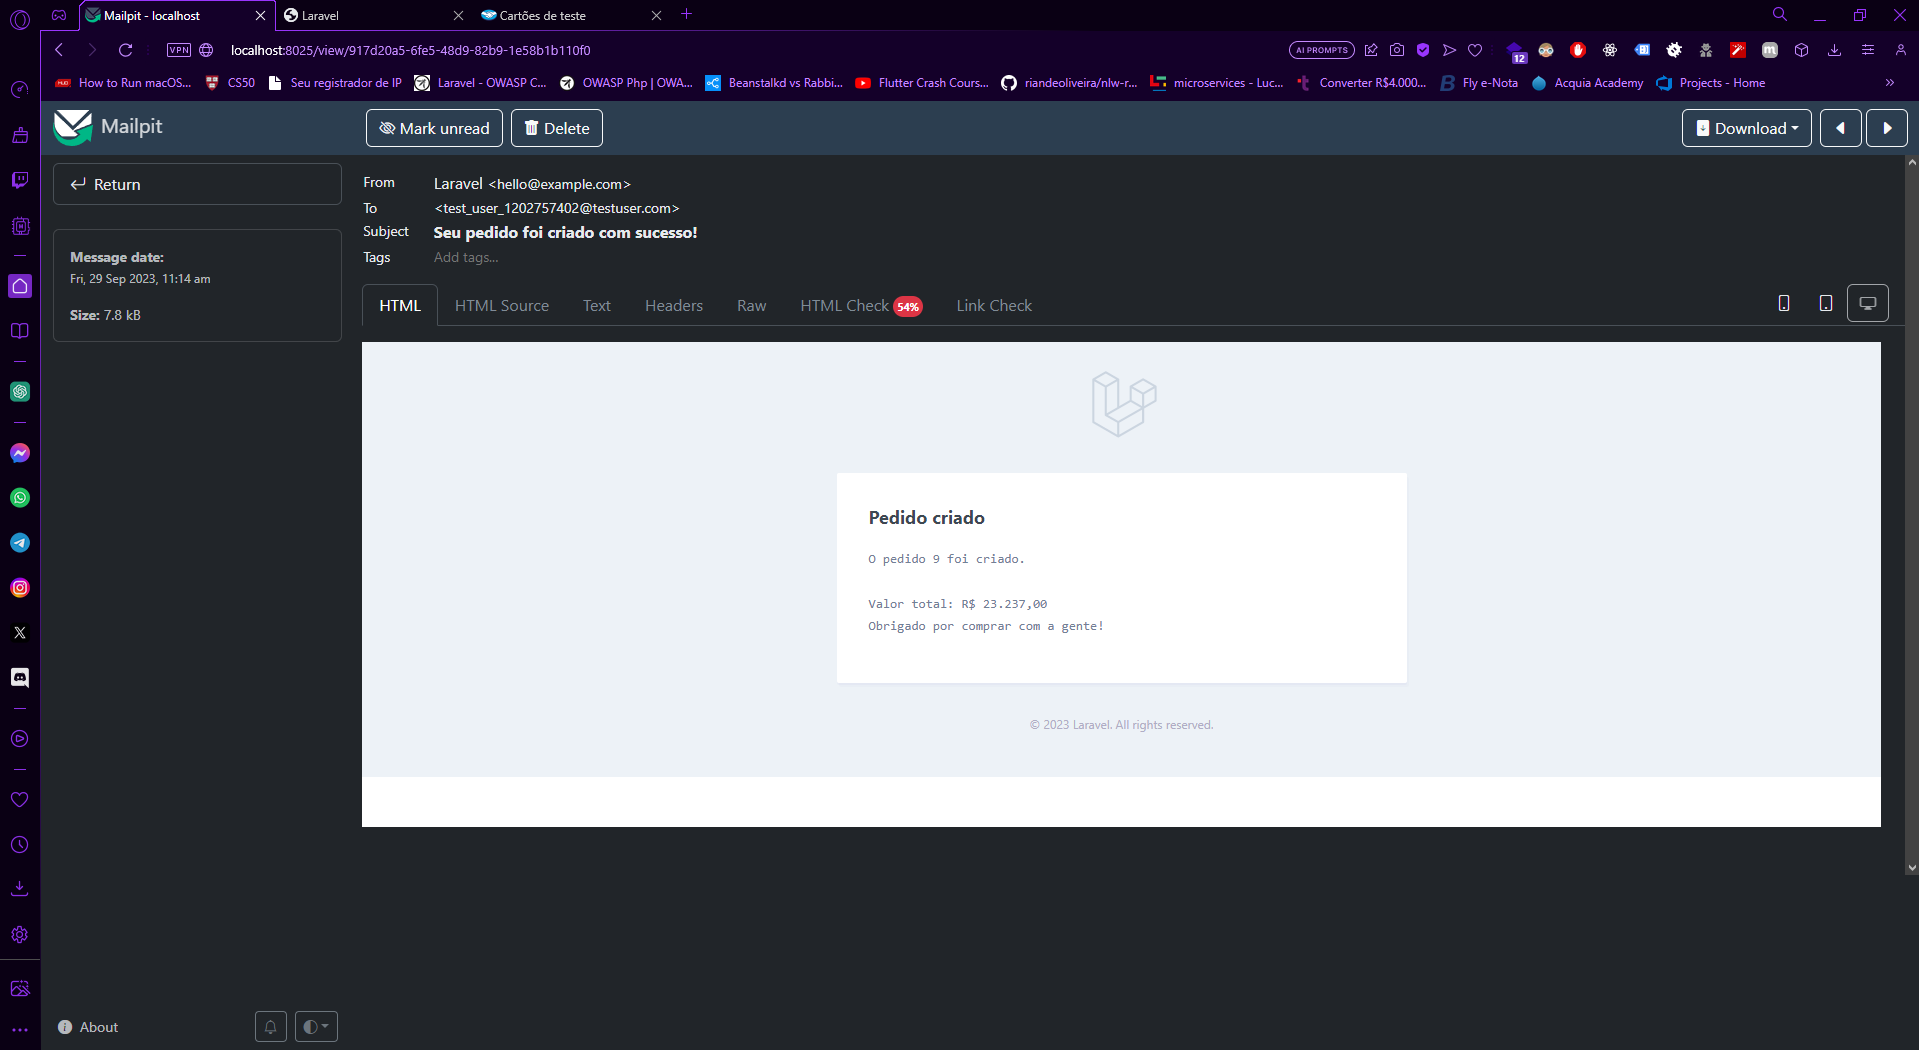 Mailpit - localhost
Laravel
Cartões de teste
VPN
localhost:8025/view/917d20a5-6fe5-48d9-82b9-1e58b1b110f0
AI PROMPTS
12
How to Run macOS...
CS50
Seu registrador de IP
Laravel - OWASP C...
OWASP Php | OWA...
Beanstalkd vs Rabbi...
Flutter Crash Cours...
riandeoliveira/nlw-r...
microservices - Luc...
Converter R$4.000...
Fly e-Nota
Acquia Academy
Projects - Home
Mailpit
Mark unread
Delete
Download
Return
Message date:
Fri, 29 Sep 2023, 11:14 am
Size: 7.8 kB
From Laravel <hello@example.com>
To <test_user_1202757402@testuser.com>
Subject Seu pedido foi criado com sucesso!
Tags Add tags...
HTML
HTML Source
Text
Headers
Raw
HTML Check 54%
Link Check
Pedido criado
O pedido 9 foi criado.
Valor total: R$ 23.237,00
Obrigado por comprar com a gente!
© 2023 Laravel. All rights reserved.
About